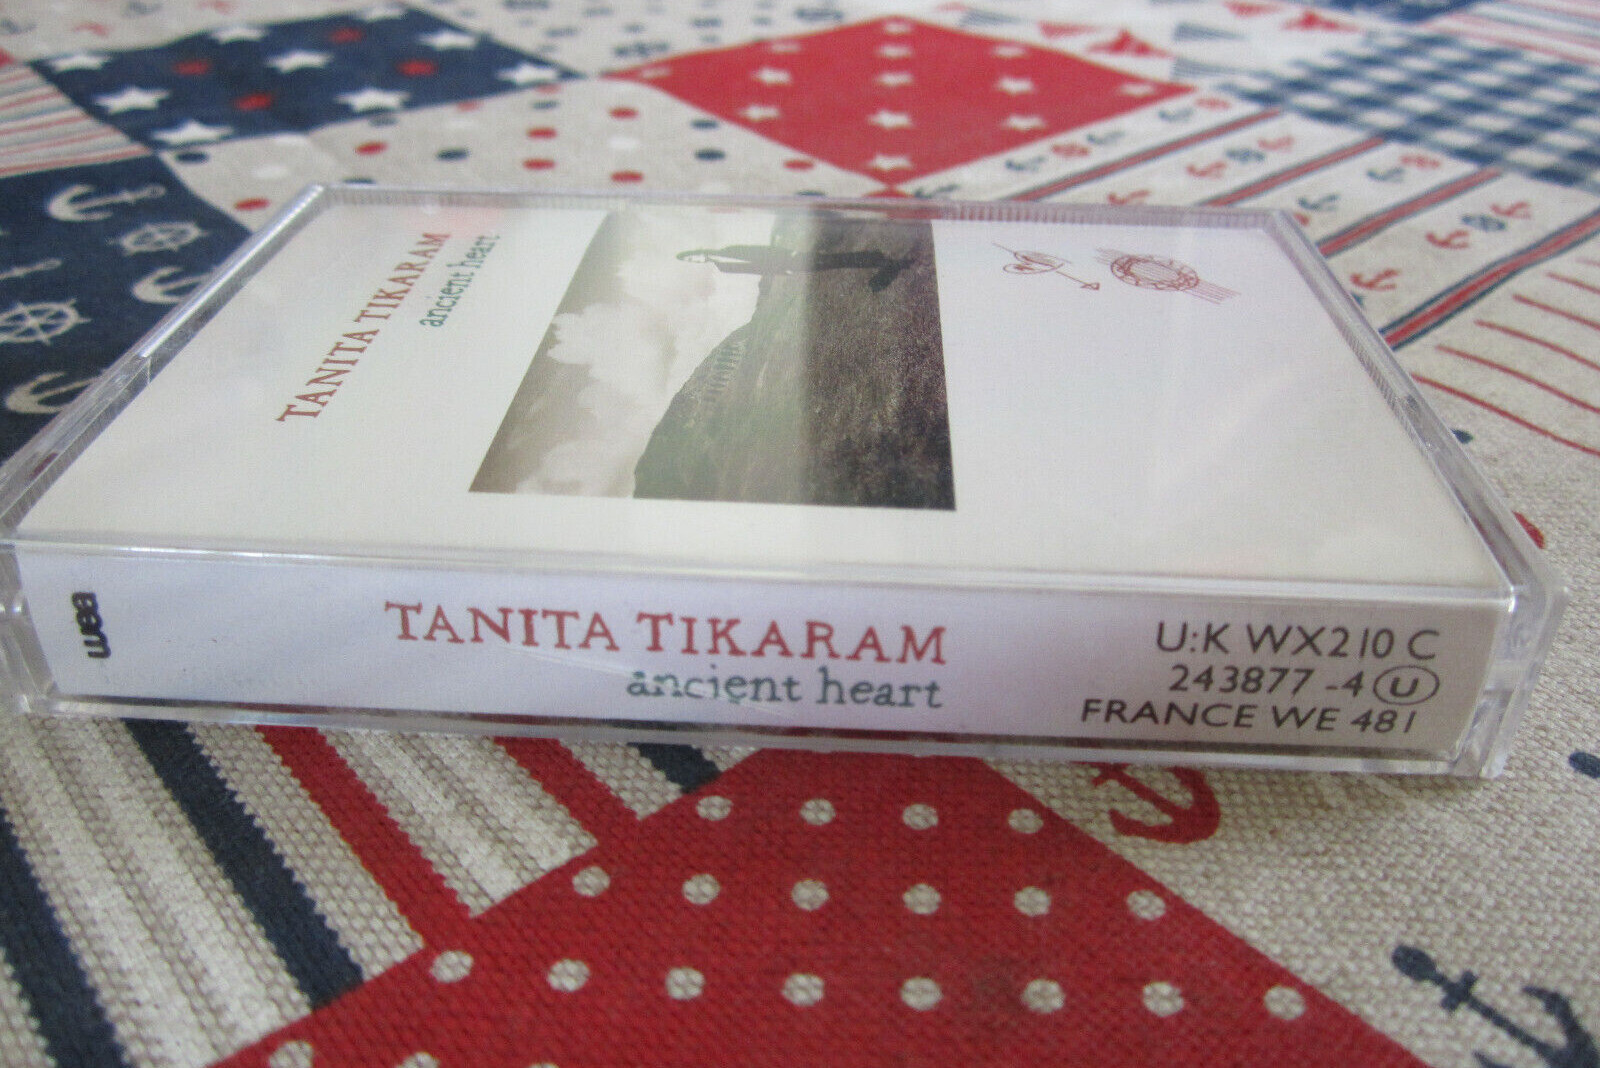 TANITA TIKARAM
ancient heart
wea
TANITA TIKARAM
ancient heart
U:K WX210 C
243877 -4 U
FRANCE WE 481